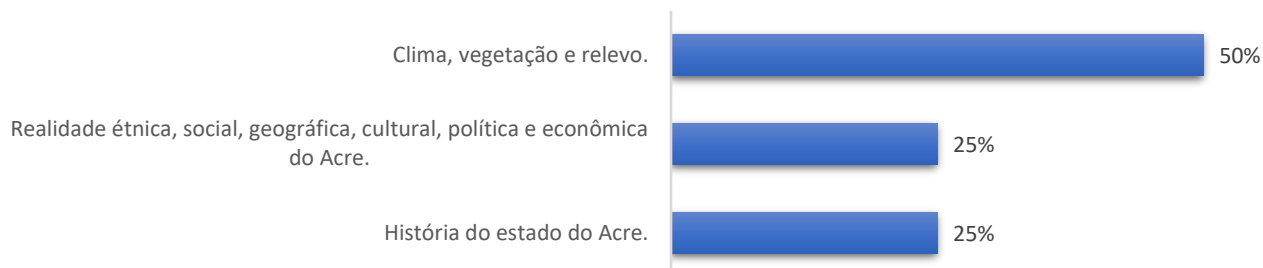 Clima, vegetação e relevo.
50%
Realidade étnica, social, geográfica, cultural, política e econômica
do Acre.
25%
História do estado do Acre.
25%